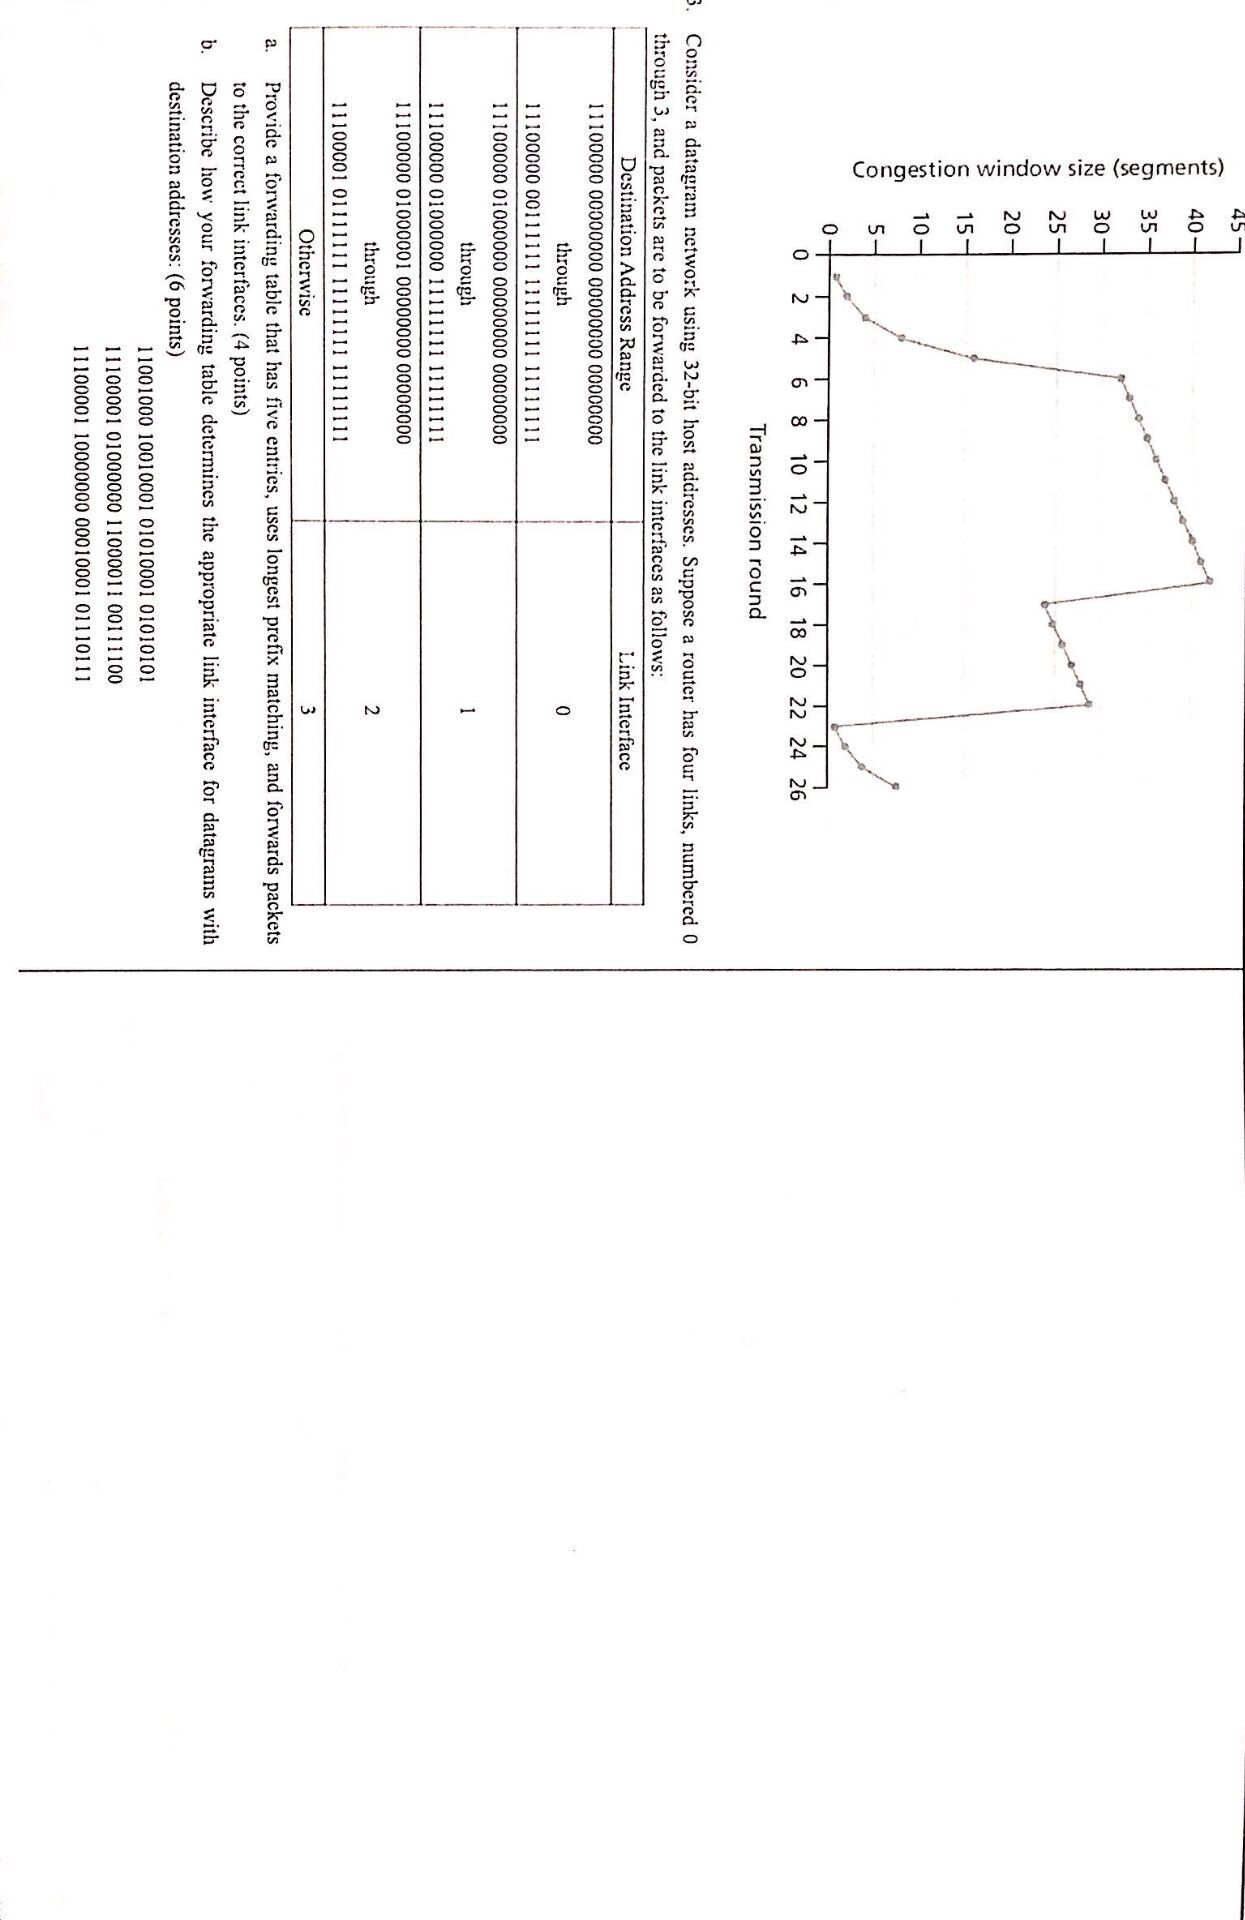 45
40
35
30
25
20
15
10
5
0
Congestion window size (segments)
0 2 4 6 8 10 12 14 16 18 20 22 24 26
Transmission round
3. Consider a datagram network using 32-bit host addresses. Suppose a router has four links, numbered 0
through 3, and packets are to be forwarded to the link interfaces as follows:
Destination Address Range Link Interface
11100000 00000000 00000000 00000000
through 0
11100000 00111111 11111111 11111111
11100000 01000000 00000000 00000000
through 1
11100000 01000000 11111111 11111111
11100000 01000001 00000000 00000000
through 2
11100001 01111111 11111111 11111111
Otherwise 3
a. Provide a forwarding table that has five entries, uses longest prefix matching, and forwards packets
to the correct link interfaces. (4 points)
b. Describe how your forwarding table determines the appropriate link interface for datagrams with
destination addresses: (6 points)
11001000 10010001 01010001 01010101
11100001 01000000 11000011 00111100
11100001 10000000 00010001 01110111